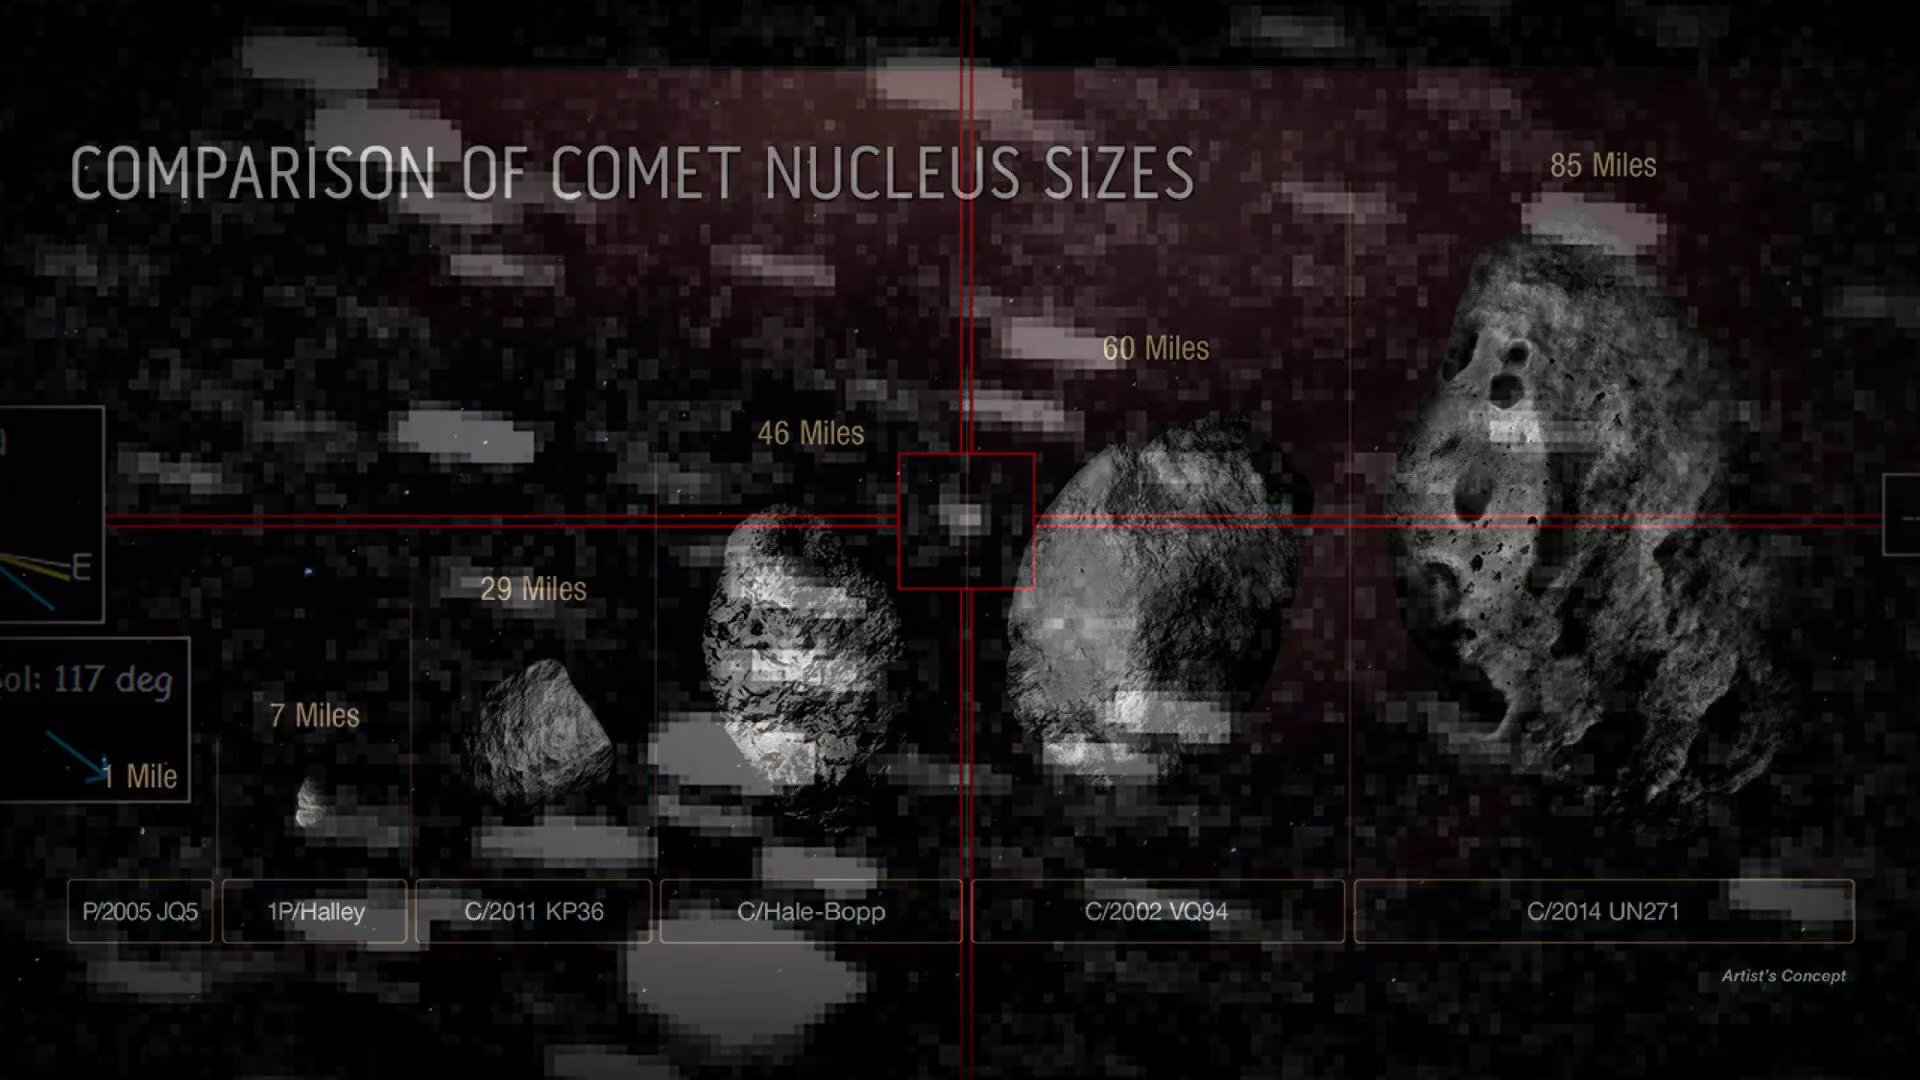 COMPARISON OF COMET NUCLEUS SIZES
85 Miles
60 Miles
46 Miles
29 Miles
E
7 Miles
117 deg
1 Mile
P/2005 JQ5
1P/Halley
C/2011 KP36
C/Hale-Bopp
C/2002 VQ94
C/2014 UN271
Artist's Concept